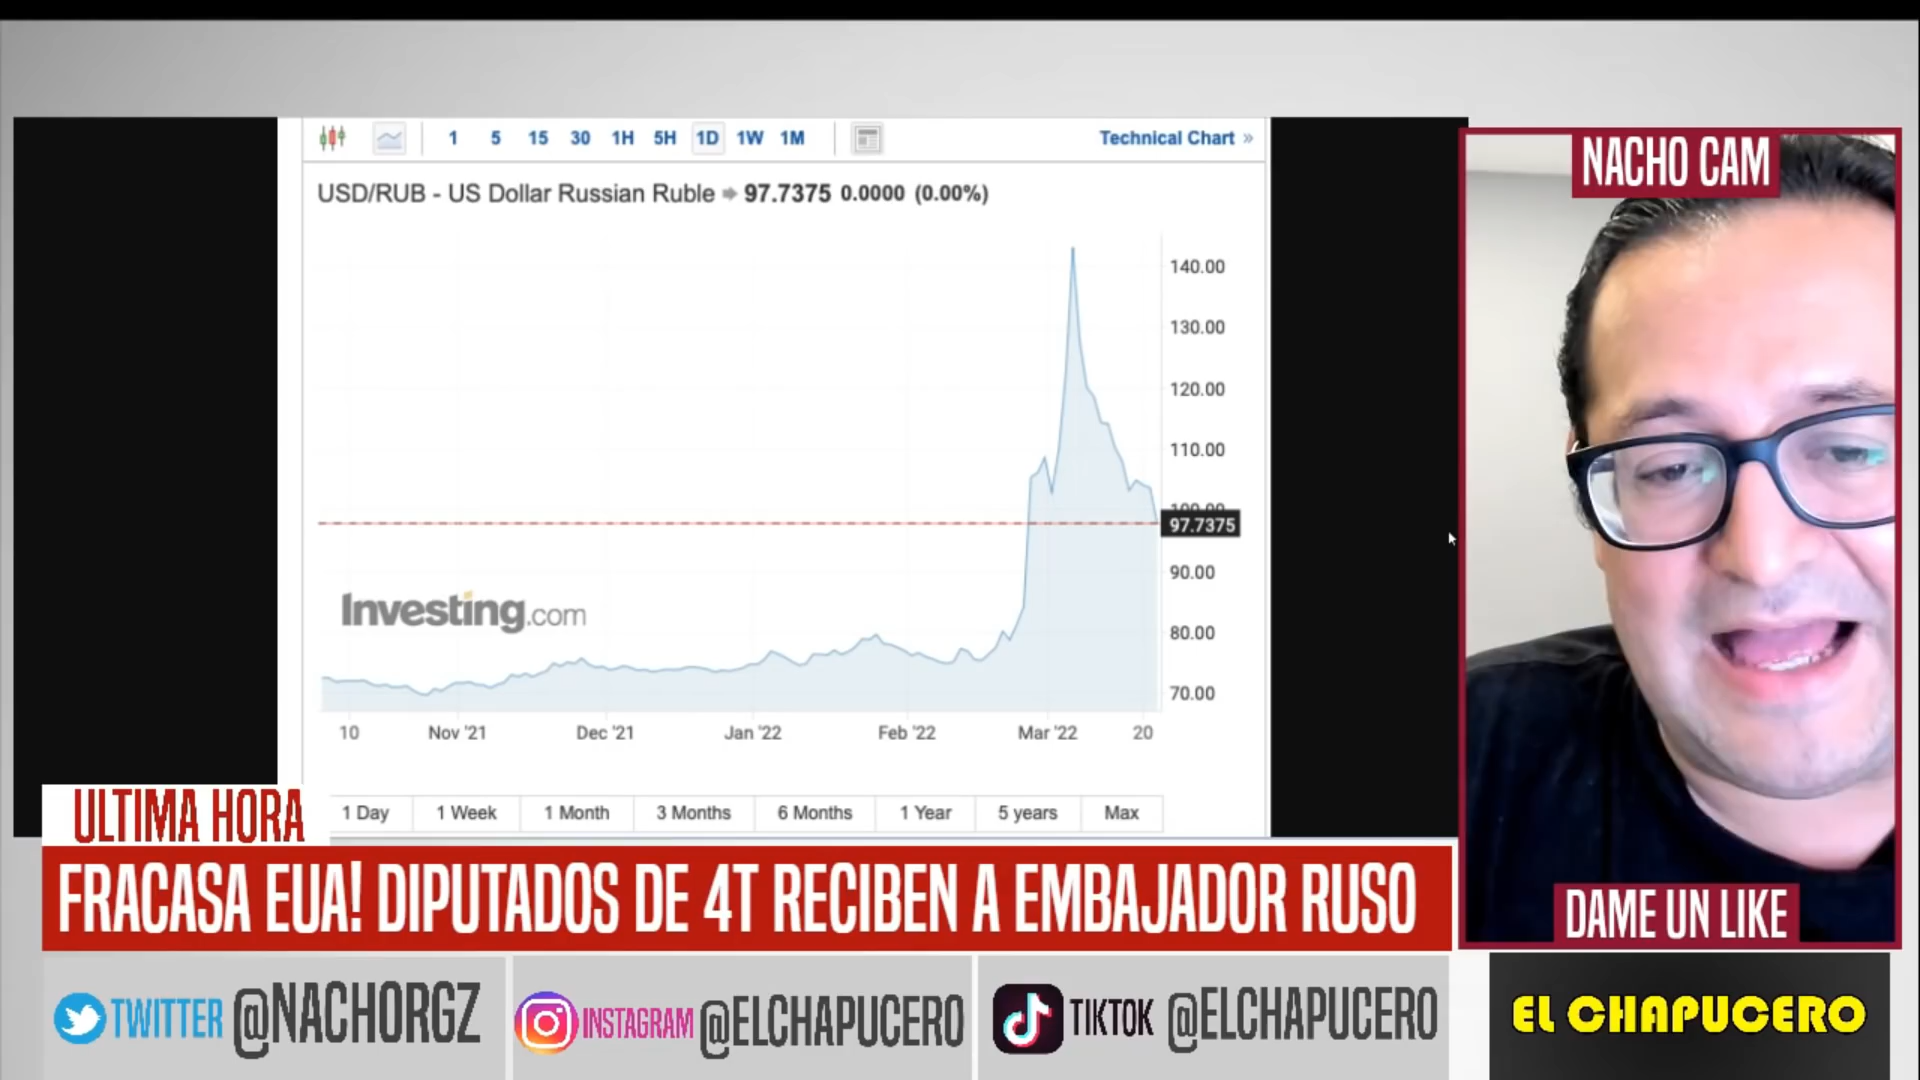 1 5 15 30 1H 5H 1D 1W 1M
Technical Chart »
USD/RUB - US Dollar Russian Ruble 97.7375 0.0000 (0.00%)
140.00
130.00
120.00
110.00
100.00
97.7375
90.00
80.00
70.00
Investing.com
10 Nov '21 Dec '21 Jan '22 Feb '22 Mar '22 20
1 Day 1 Week 1 Month 3 Months 6 Months 1 Year 5 years Max
NACHO CAM
DAME UN LIKE
ULTIMA HORA
FRACASA EUA! DIPUTADOS DE 4T RECIBEN A EMBAJADOR RUSO
TWITTER @NACHORGZ
INSTAGRAM @ELCHAPUCERO
TIKTOK @ELCHAPUCERO
EL CHAPUCERO